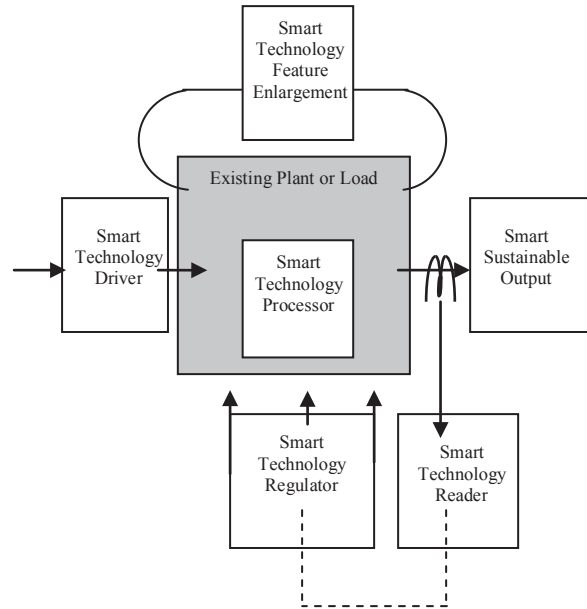 Smart
Technology
Feature
Enlargement
Existing Plant or Load
Smart
Technology
Driver
Smart
Technology
Processor
Smart
Sustainable
Output
Smart
Technology
Regulator
Smart
Technology
Reader